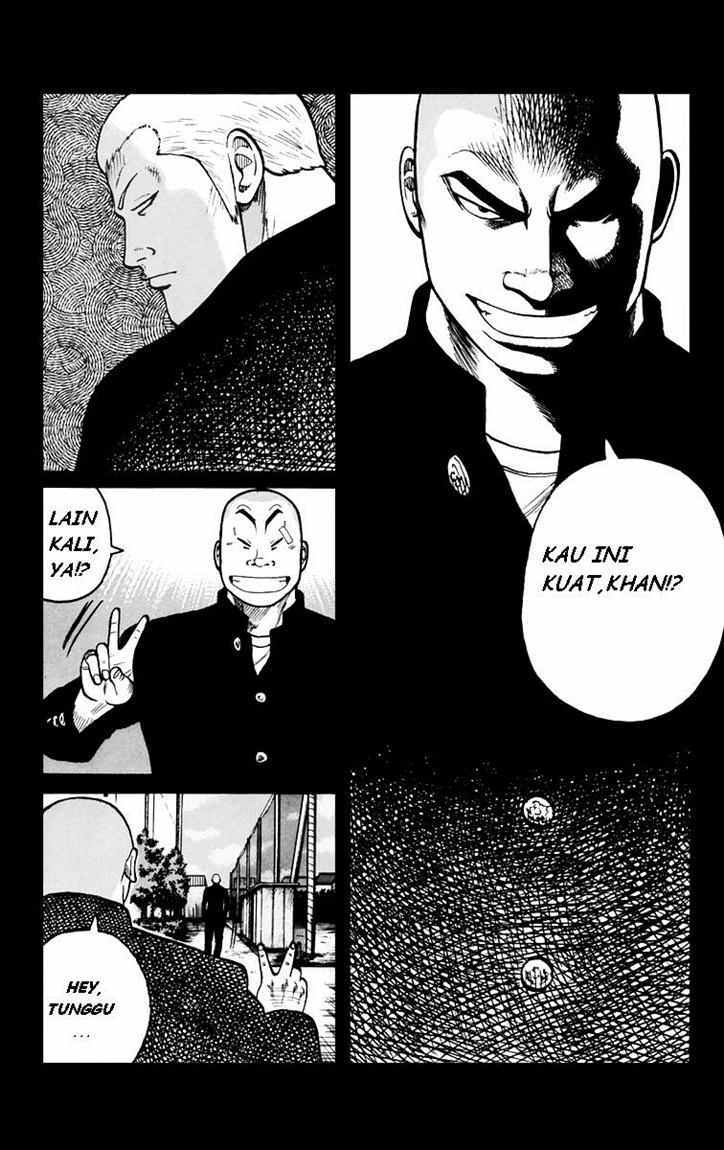 KAU INI
KUAT,KHAN!?
LAIN
KALI,
YA!?
HEY,
TUNGGU
...